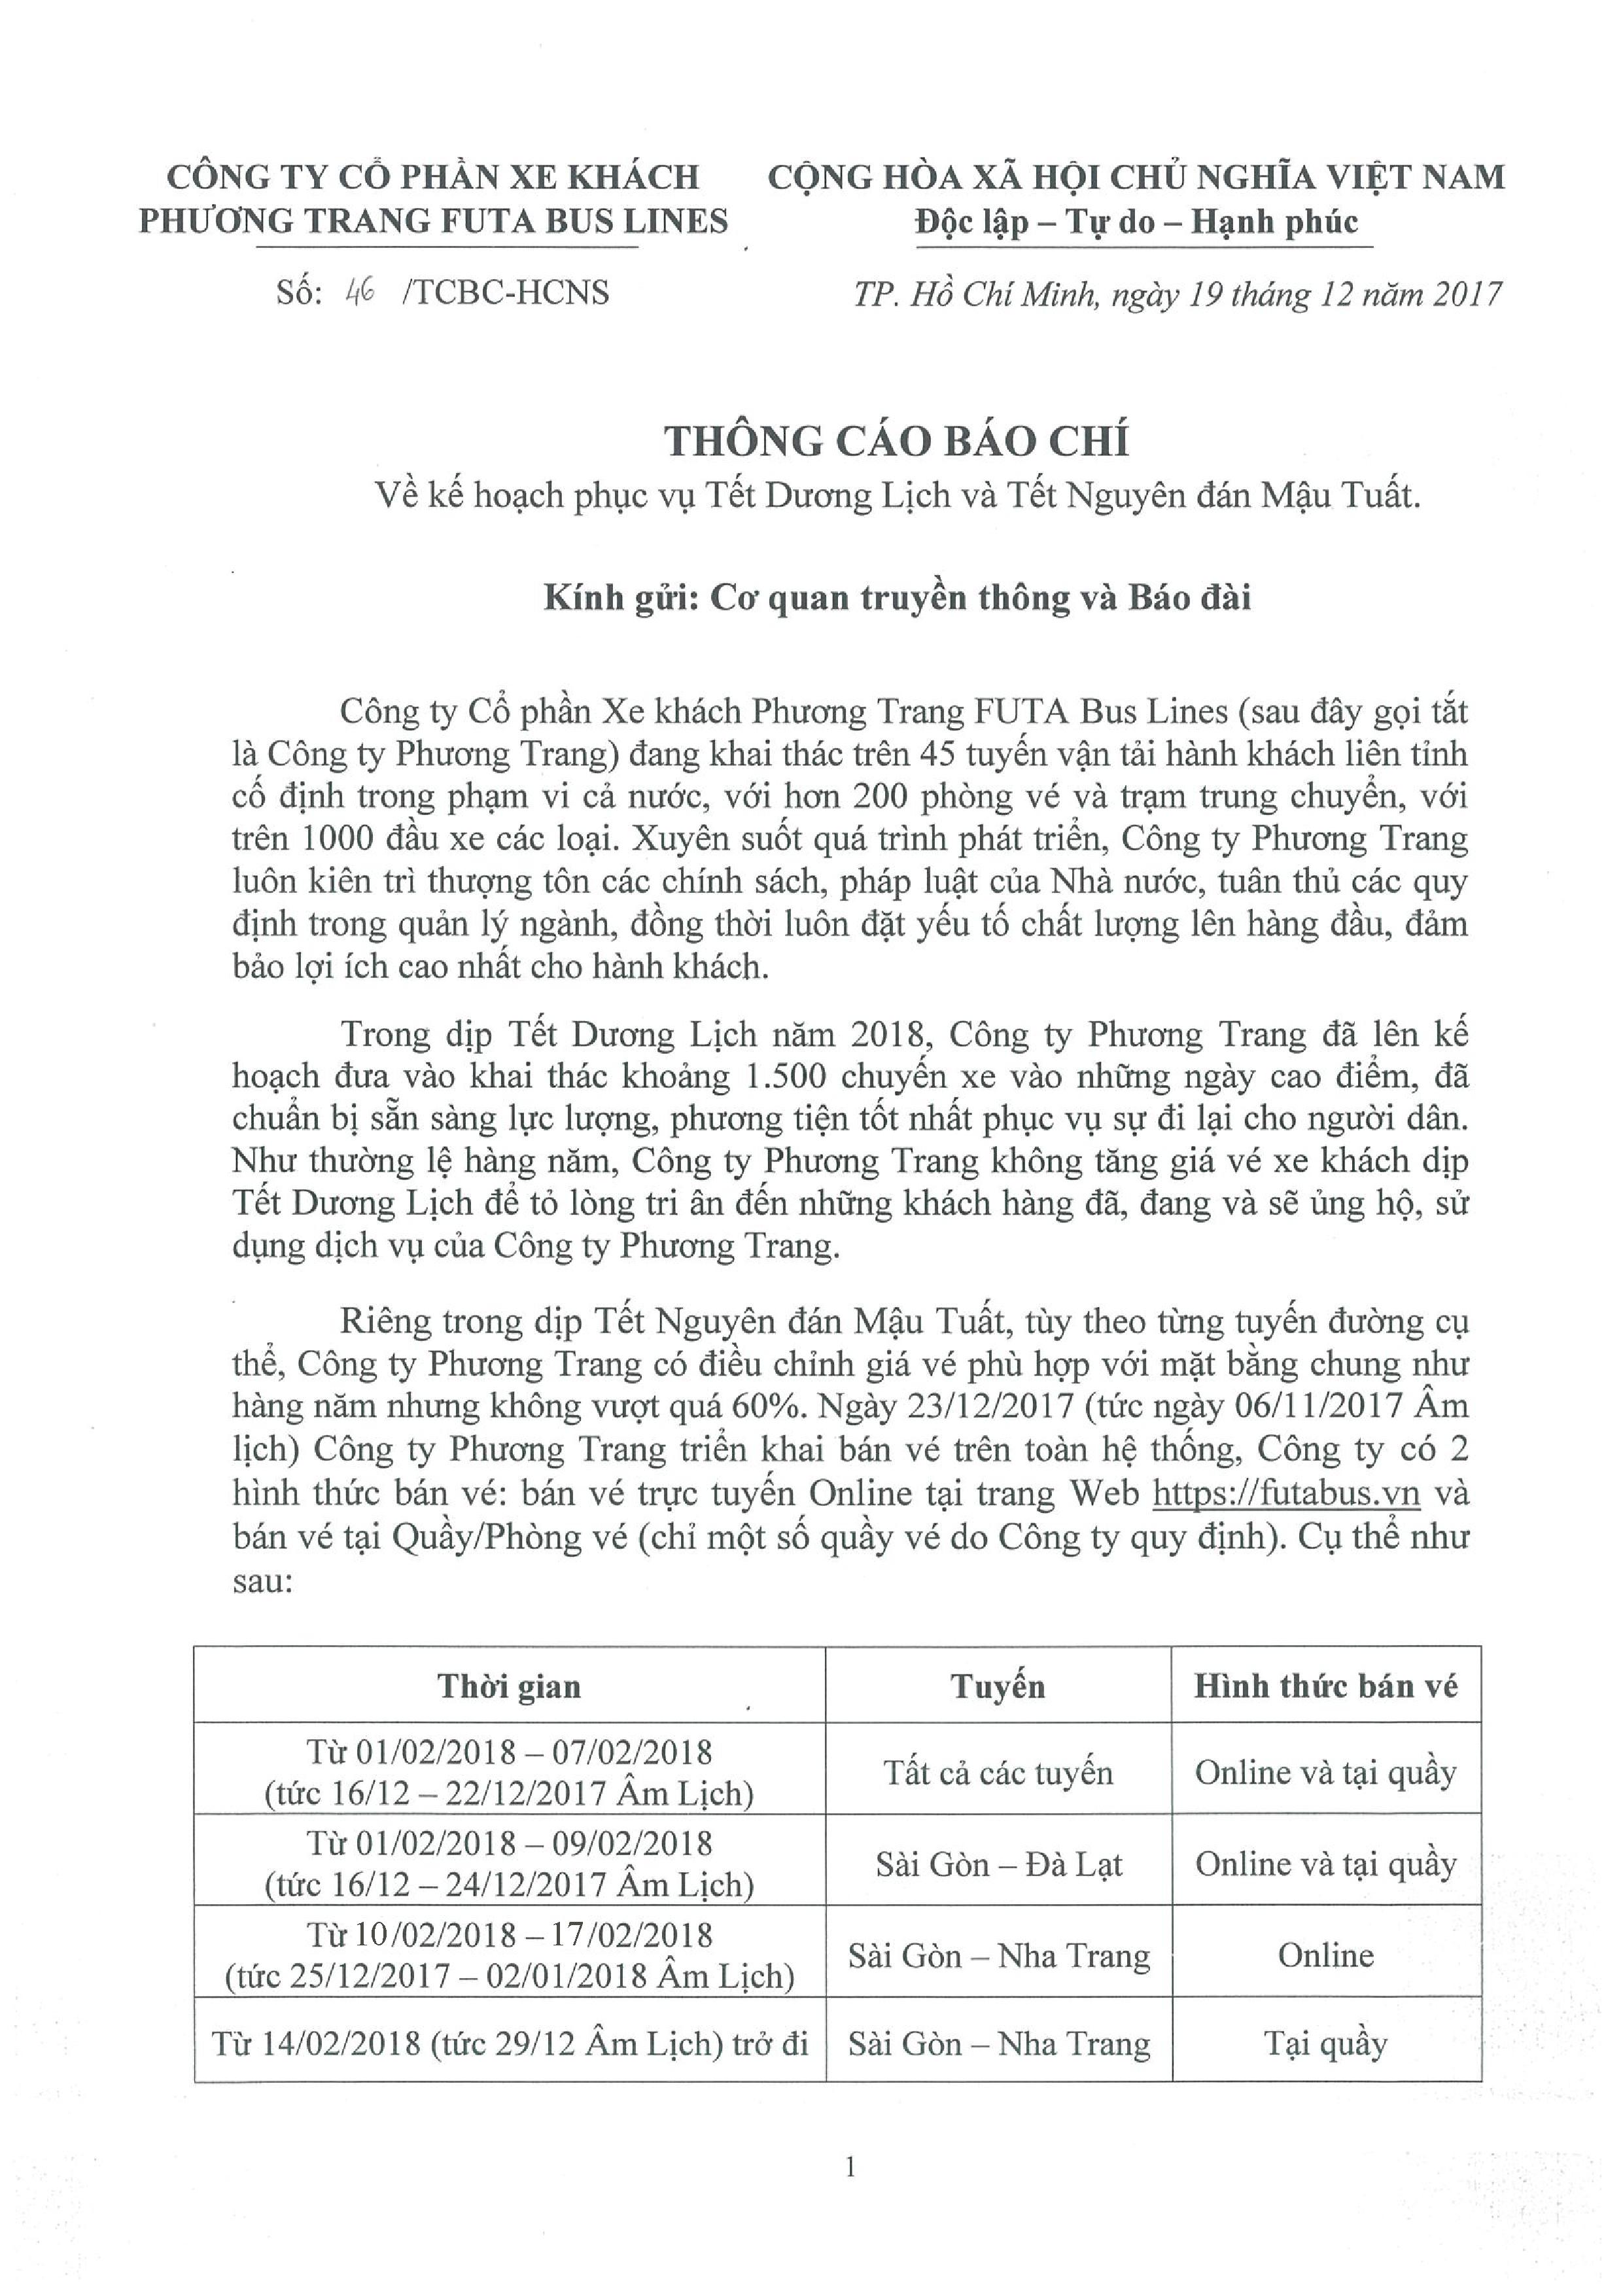 CÔNG TY CỔ PHẦN XE KHÁCH
PHƯƠNG TRANG FUTA BUS LINES
CỘNG HÒA XÃ HỘI CHỦ NGHĨA VIỆT NAM
Độc lập – Tự do – Hạnh phúc
Số: 46 /TCBC-HCNS
TP. Hồ Chí Minh, ngày 19 tháng 12 năm 2017
THÔNG CÁO BÁO CHÍ
Về kế hoạch phục vụ Tết Dương Lịch và Tết Nguyên đán Mậu Tuất.
Kính gửi: Cơ quan truyền thông và Báo đài
Công ty Cổ phần Xe khách Phương Trang FUTA Bus Lines (sau đây gọi tắt
là Công ty Phương Trang) đang khai thác trên 45 tuyến vận tải hành khách liên tỉnh
cố định trong phạm vi cả nước, với hơn 200 phòng vé và trạm trung chuyển, với
trên 1000 đầu xe các loại. Xuyên suốt quá trình phát triển, Công ty Phương Trang
luôn kiên trì thượng tôn các chính sách, pháp luật của Nhà nước, tuân thủ các quy
định trong quản lý ngành, đồng thời luôn đặt yếu tố chất lượng lên hàng đầu, đảm
bảo lợi ích cao nhất cho hành khách.
Trong dịp Tết Dương Lịch năm 2018, Công ty Phương Trang đã lên kế
hoạch đưa vào khai thác khoảng 1.500 chuyến xe vào những ngày cao điểm, đã
chuẩn bị sẵn sàng lực lượng, phương tiện tốt nhất phục vụ sự đi lại cho người dân.
Như thường lệ hàng năm, Công ty Phương Trang không tăng giá vé xe khách dịp
Tết Dương Lịch để tỏ lòng tri ân đến những khách hàng đã, đang và sẽ ủng hộ, sử
dụng dịch vụ của Công ty Phương Trang.
Riêng trong dịp Tết Nguyên đán Mậu Tuất, tùy theo từng tuyến đường cụ
thể, Công ty Phương Trang có điều chỉnh giá vé phù hợp với mặt bằng chung như
hàng năm nhưng không vượt quá 60%. Ngày 23/12/2017 (tức ngày 06/11/2017 Âm
lịch) Công ty Phương Trang triển khai bán vé trên toàn hệ thống, Công ty có 2
hình thức bán vé: bán vé trực tuyến Online tại trang Web https://futabus.vn và
bán vé tại Quầy/Phòng vé (chỉ một số quầy vé do Công ty quy định). Cụ thể như
sau:
Thời gian
Tuyến
Hình thức bán vé
Từ 01/02/2018 – 07/02/2018
(tức 16/12 – 22/12/2017 Âm Lịch)
Tất cả các tuyến
Online và tại quầy
Từ 01/02/2018 – 09/02/2018
(tức 16/12 – 24/12/2017 Âm Lịch)
Sài Gòn – Đà Lạt
Online và tại quầy
Từ 10/02/2018 – 17/02/2018
(tức 25/12/2017 – 02/01/2018 Âm Lịch)
Sài Gòn – Nha Trang
Online
Từ 14/02/2018 (tức 29/12 Âm Lịch) trở đi
Sài Gòn – Nha Trang
Tại quầy
1